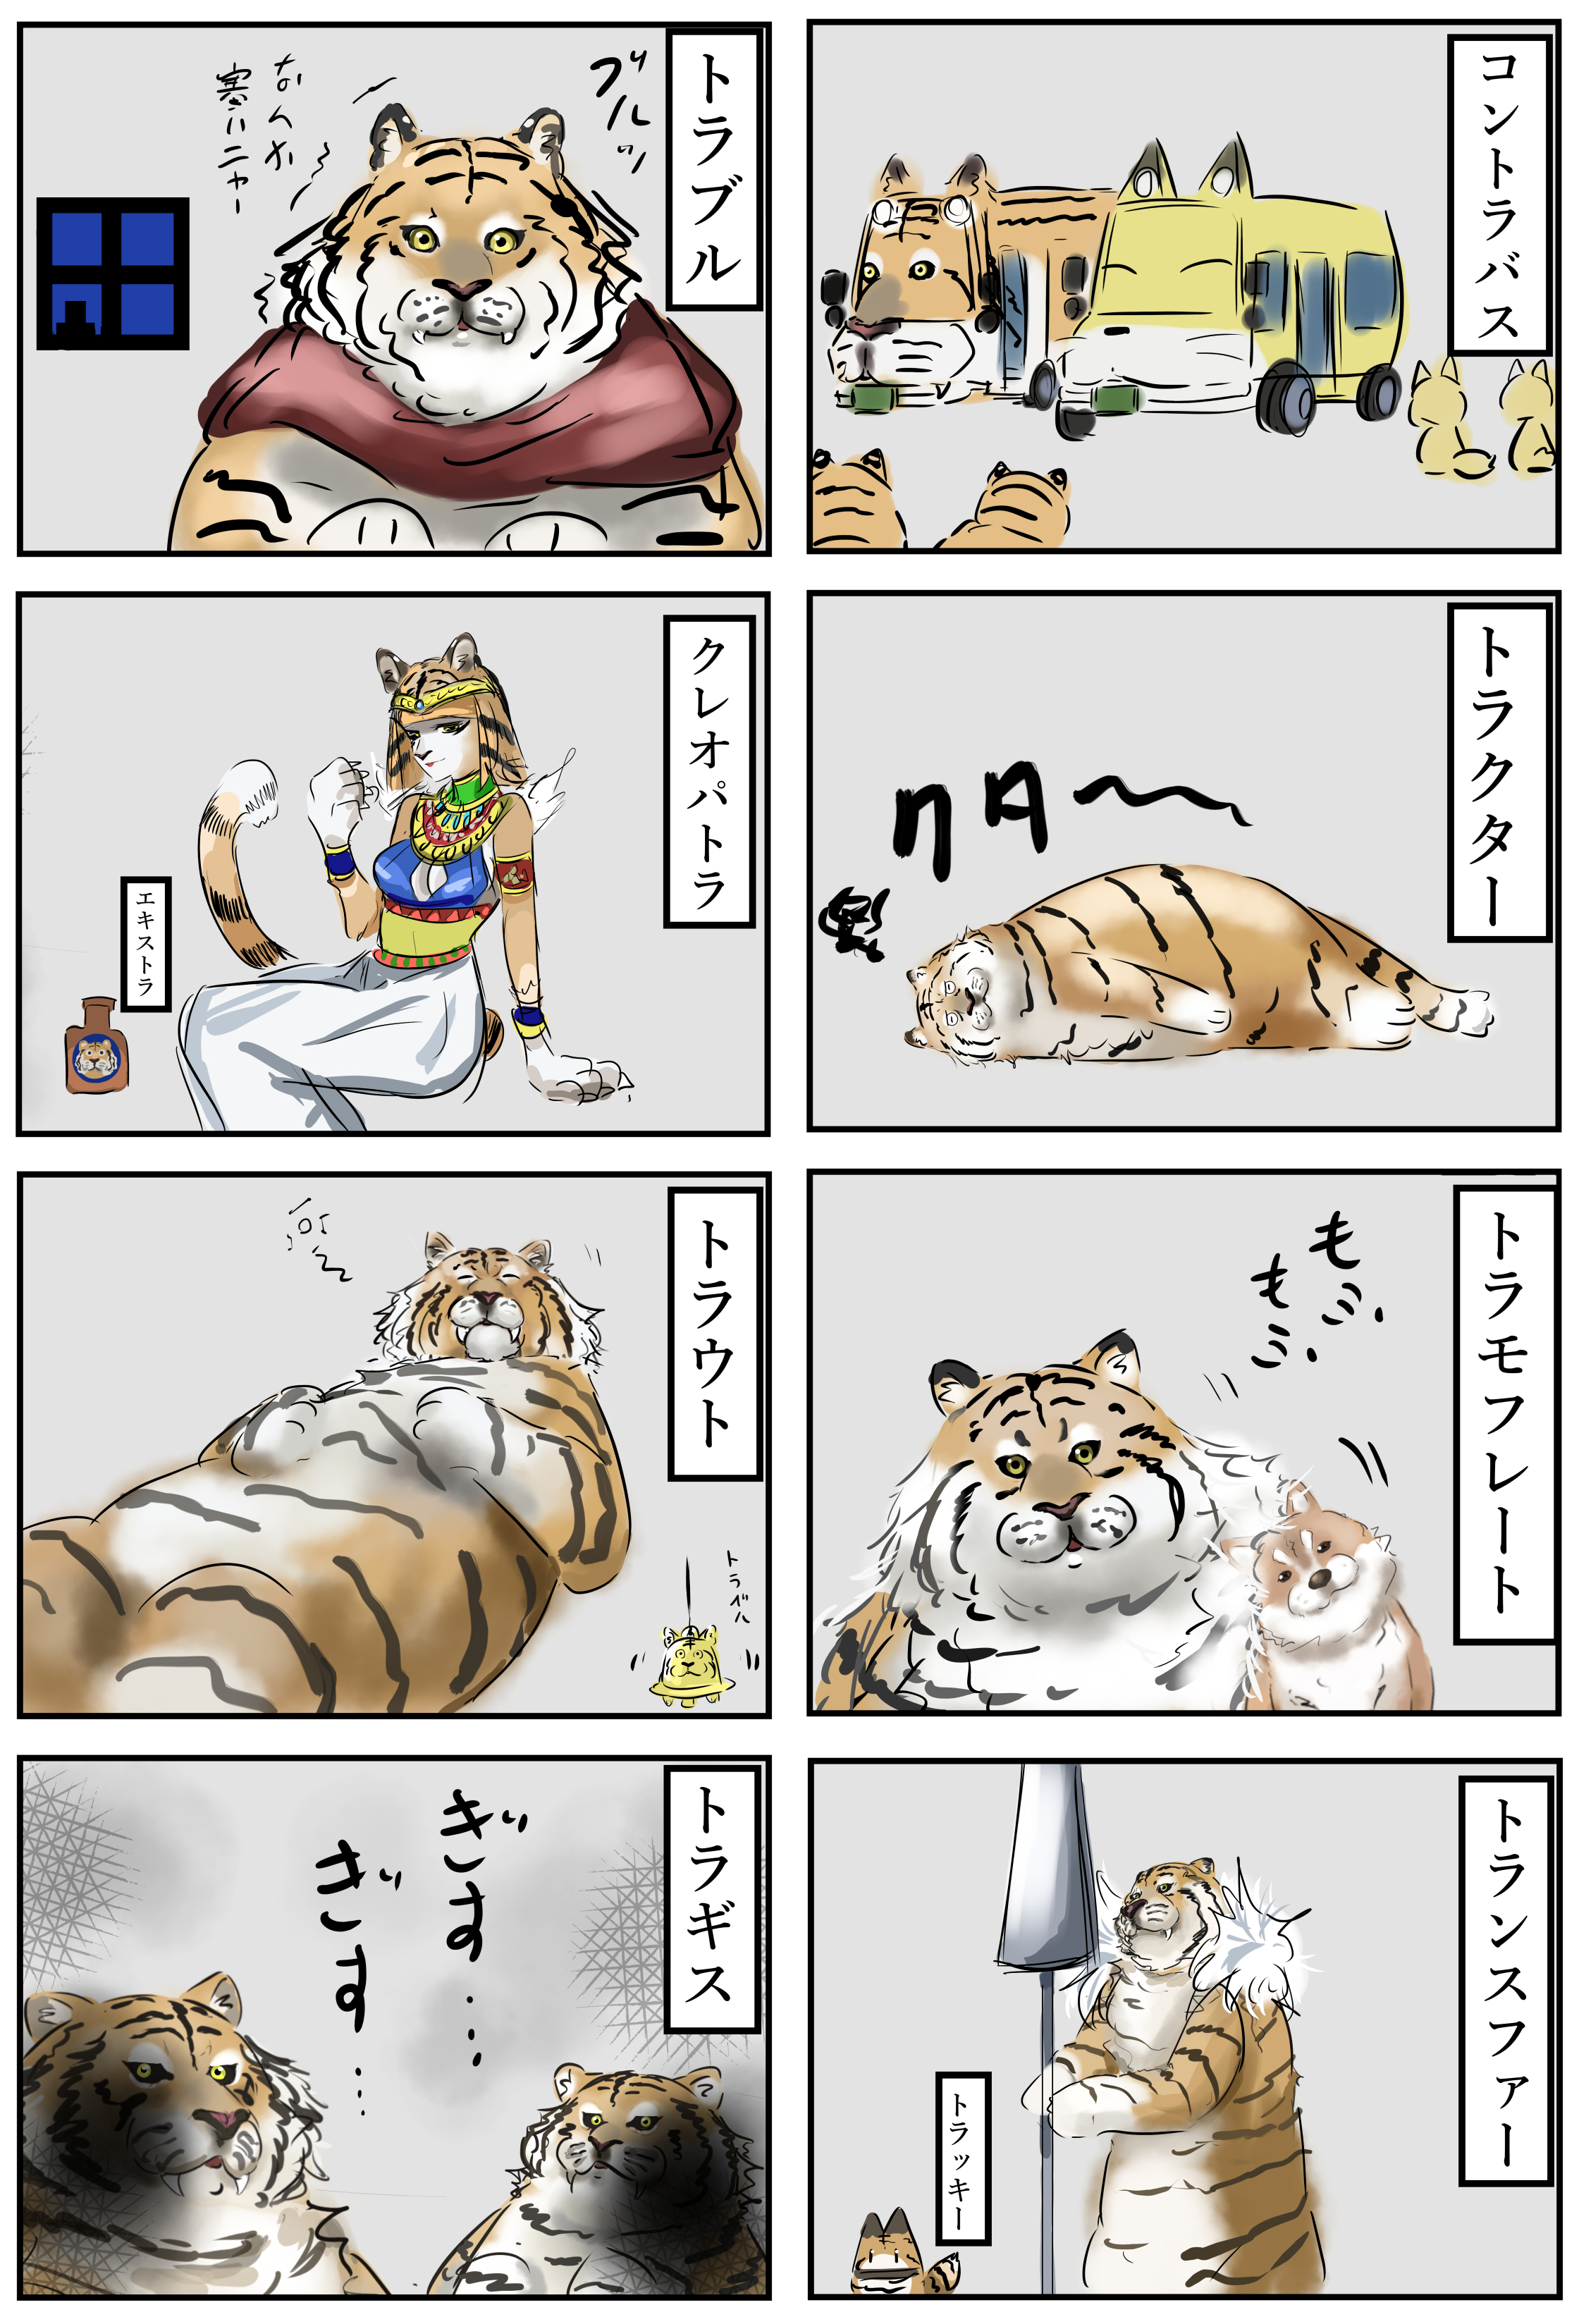 コントラバス
トラブル
ブルッ
なんか
寒いニャー
トラクター
クタ〜
クレオパトラ
エキストラ
トラモフレート
もふ
もふ
トラウト
トラベル
トランスファー
トラッキー
トラギス
ぎす…
ぎす…